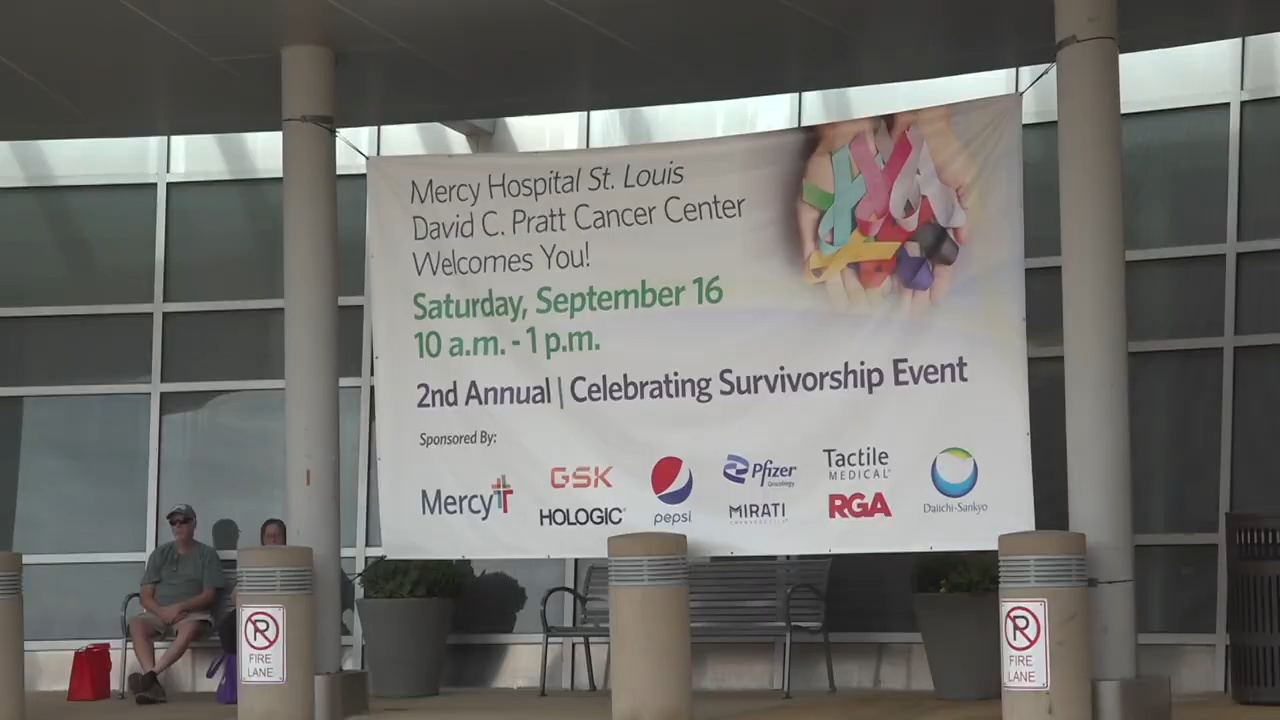 Mercy Hospital St. Louis
David C. Pratt Cancer Center
Welcomes You!
Saturday, September 16
10 a.m. - 1 p.m.
2nd Annual | Celebrating Survivorship Event
Sponsored By:
Mercy
GSK
HOLOGIC
pepsi
Pfizer
Oncology
MIRATI
Tactile
MEDICAL
RGA
Daiichi-Sankyo
P
FIRE
LANE
P
FIRE
LANE